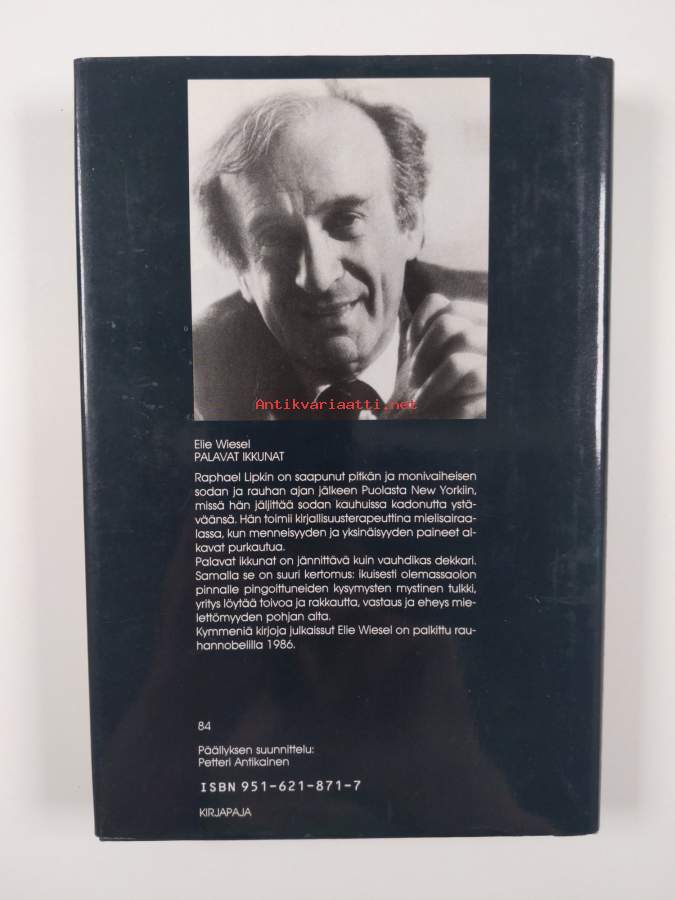 Antikvariaatti.net
Elie Wiesel
PALAVAT IKKUNAT
Raphael Lipkin on saapunut pitkän ja monivaiheisen
sodan ja rauhan ajan jälkeen Puolasta New Yorkiin,
missä hän jäljittää sodan kauhuissa kadonnutta ystä-
väänsä. Hän toimii kirjallisuusterapeuttina mielisairaa-
lassa, kun menneisyyden ja yksinäisyyden paineet al-
kavat purkautua.
Palavat ikkunat on jännittävä kuin vauhdikas dekkari.
Samalla se on suuri kertomus: ikuisesti olemassaolon
pinnalle pingoittuneiden kysymysten mystinen tulkki,
yritys löytää toivoa ja rakkautta, vastaus ja eheys mie-
lettömyyden pohjan alta.
Kymmeniä kirjoja julkaissut Elie Wiesel on palkittu rau-
hannobelilla 1986.
84
Päällyksen suunnittelu:
Petteri Antikainen
ISBN 951-621-871-7
KIRJAPAJA